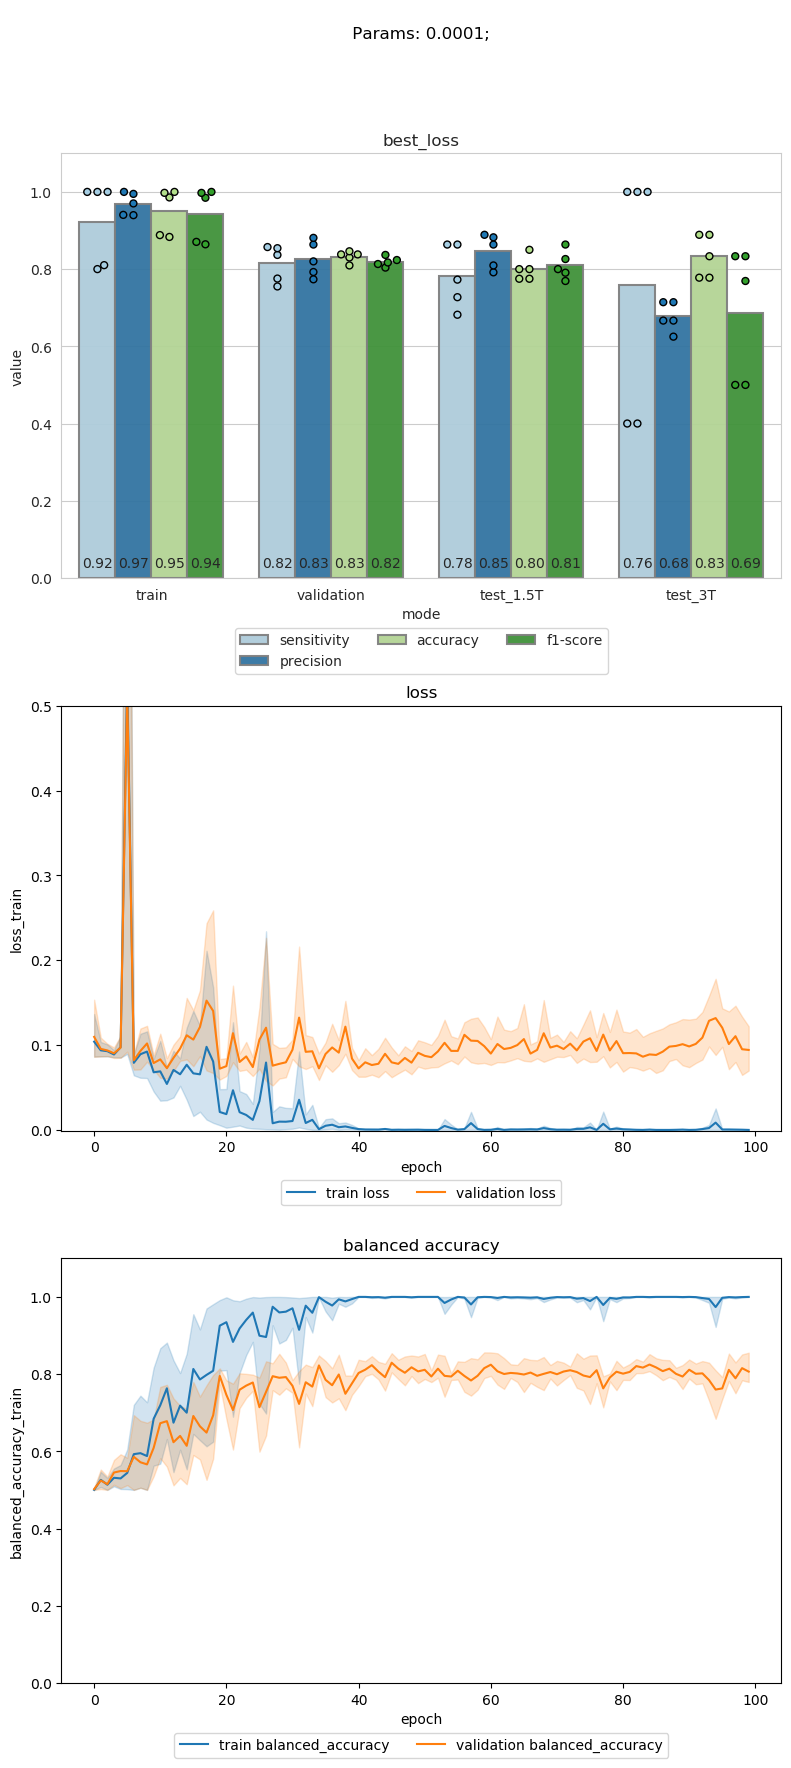 Params: 0.0001;
best_loss
1.0
0.8
0.6
0.4
0.2
0.0
value
0.92 0.97 0.95 0.94 0.82 0.83 0.83 0.82 0.78 0.85 0.80 0.81 0.76 0.68 0.83 0.69
train validation test_1.5T test_3T
mode
sensitivity accuracy f1-score
precision
loss
0.5
0.4
0.3
0.2
0.1
0.0
loss_train
0 20 40 60 80 100
epoch
train loss validation loss
balanced accuracy
1.0
0.8
0.6
0.4
0.2
0.0
balanced_accuracy_train
0 20 40 60 80 100
epoch
train balanced_accuracy validation balanced_accuracy